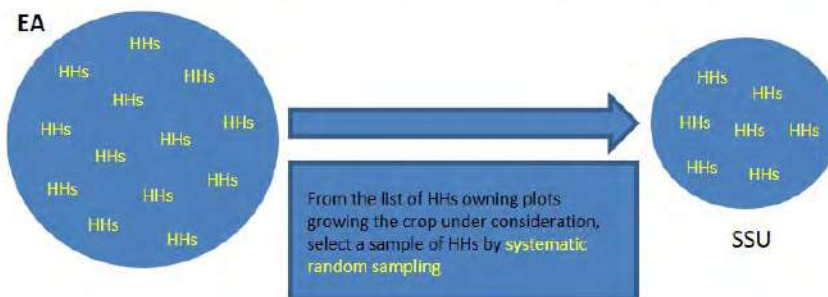 EA
HHs
HHs
HHs
HHs
HHs
HHs
HHs
HHs
HHs
HHs
HHs
HHs
HHs
From the list of HHs owning plots
growing the crop under consideration,
select a sample of HHs by systematic
random sampling
HHs
HHs
HHs
HHs
HHs
HHs
HHs
SSU